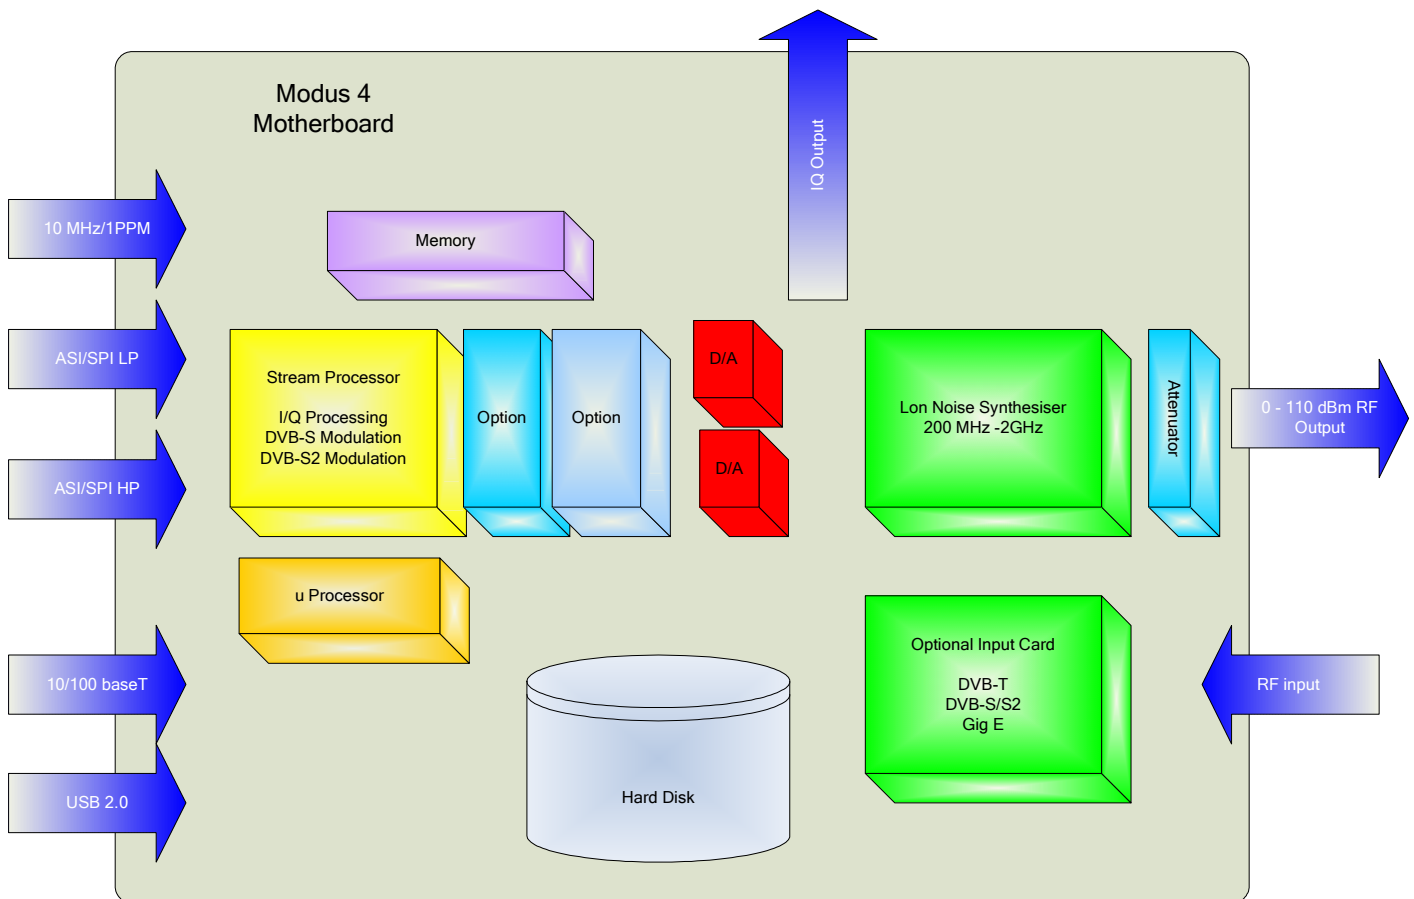 Modus 4
Motherboard
IQ Output
10 MHz/1PPM
Memory
ASI/SPI LP
Stream Processor
I/Q Processing
DVB-S Modulation
DVB-S2 Modulation
Option
Option
D/A
D/A
Lon Noise Synthesiser
200 MHz -2GHz
Attenuator
0 - 110 dBm RF
Output
ASI/SPI HP
u Processor
Optional Input Card
DVB-T
DVB-S/S2
Gig E
RF input
10/100 baseT
USB 2.0
Hard Disk